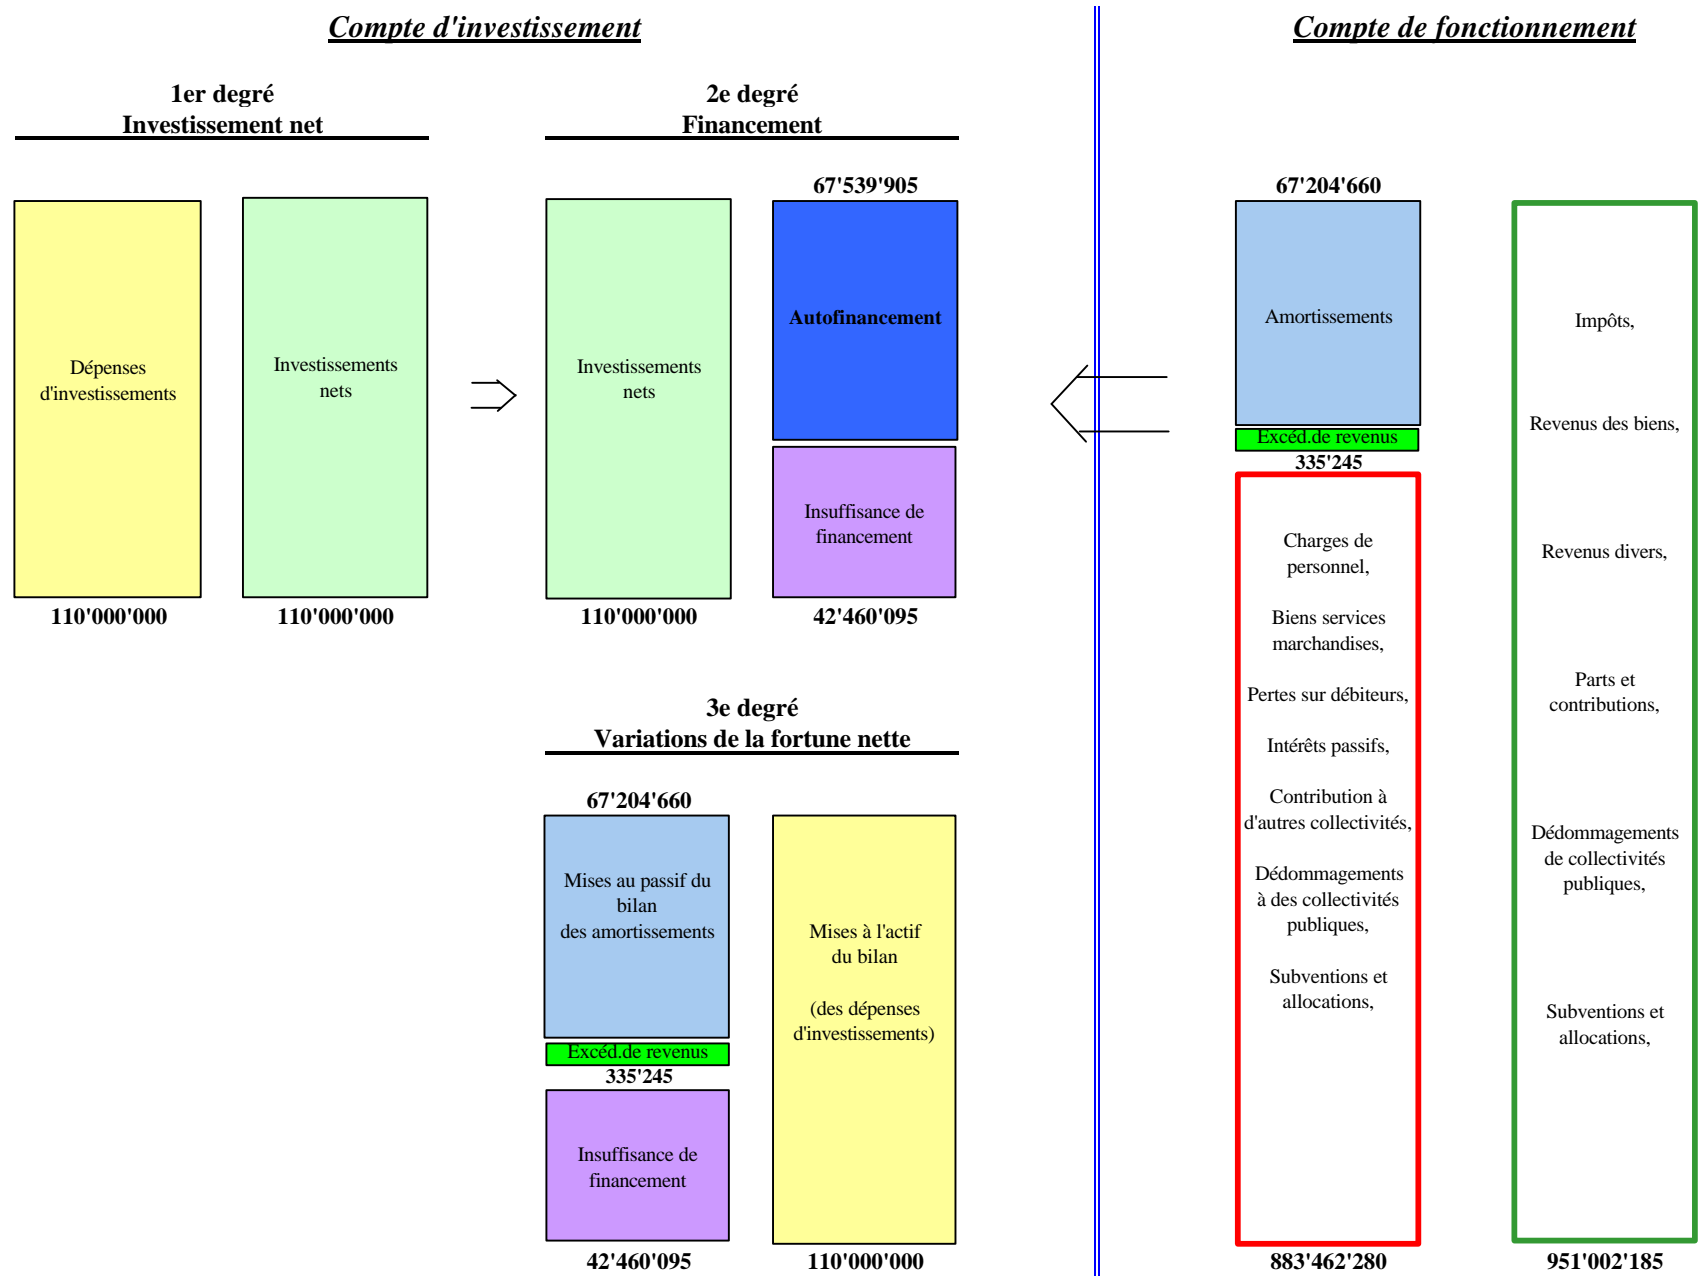 Compte d'investissement
Compte de fonctionnement
1er degré
Investissement net
2e degré
Financement
67'539'905
67'204'660
Dépenses
d'investissements
Investissements
nets
Investissements
nets
Autofinancement
Insuffisance de
financement
110'000'000
110'000'000
110'000'000
42'460'095
3e degré
Variations de la fortune nette
67'204'660
Mises au passif du
bilan
des amortissements
Excéd.de revenus
335'245
Insuffisance de
financement
42'460'095
Mises à l'actif
du bilan
(des dépenses
d'investissements)
110'000'000
Amortissements
Excéd.de revenus
335'245
Charges de
personnel,
Biens services
marchandises,
Pertes sur débiteurs,
Intérêts passifs,
Contribution à
d'autres collectivités,
Dédommagements
à des collectivités
publiques,
Subventions et
allocations,
883'462'280
Impôts,
Revenus des biens,
Revenus divers,
Parts et
contributions,
Dédommagements
de collectivités
publiques,
Subventions et
allocations,
951'002'185